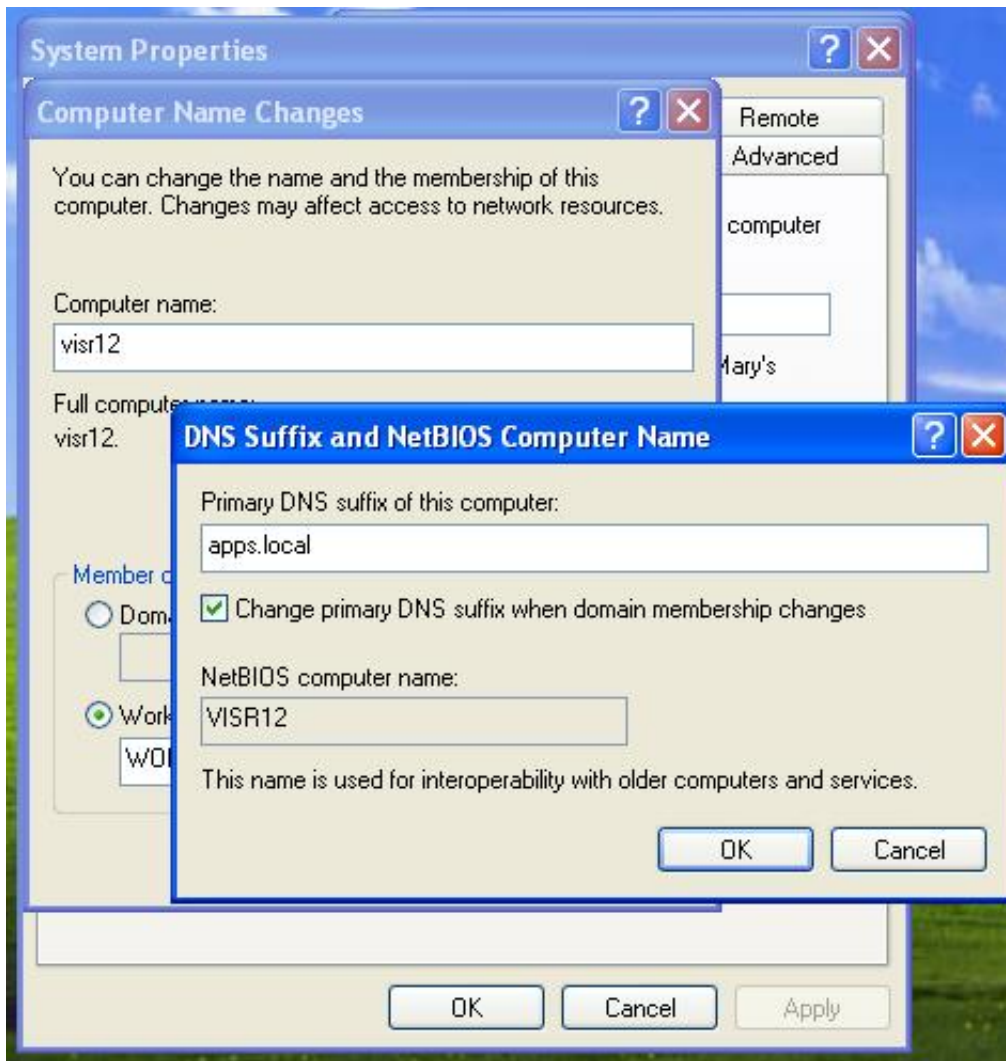 System Properties
Computer Name Changes
Remote
Advanced
You can change the name and the membership of this
computer. Changes may affect access to network resources.
computer
Computer name:
visr12
Mary's
Full computer name:
visr12.
DNS Suffix and NetBIOS Computer Name
Primary DNS suffix of this computer:
apps.local
Member
Change primary DNS suffix when domain membership changes
NetBIOS computer name:
VISR12
This name is used for interoperability with older computers and services.
OK
Cancel
OK
Cancel
Apply